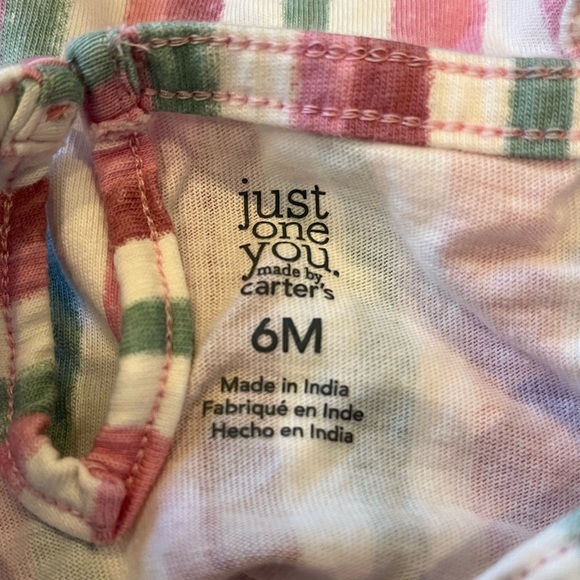 just
one
you.
made by
carter's
6M
Made in India
Fabriqué en Inde
Hecho en India